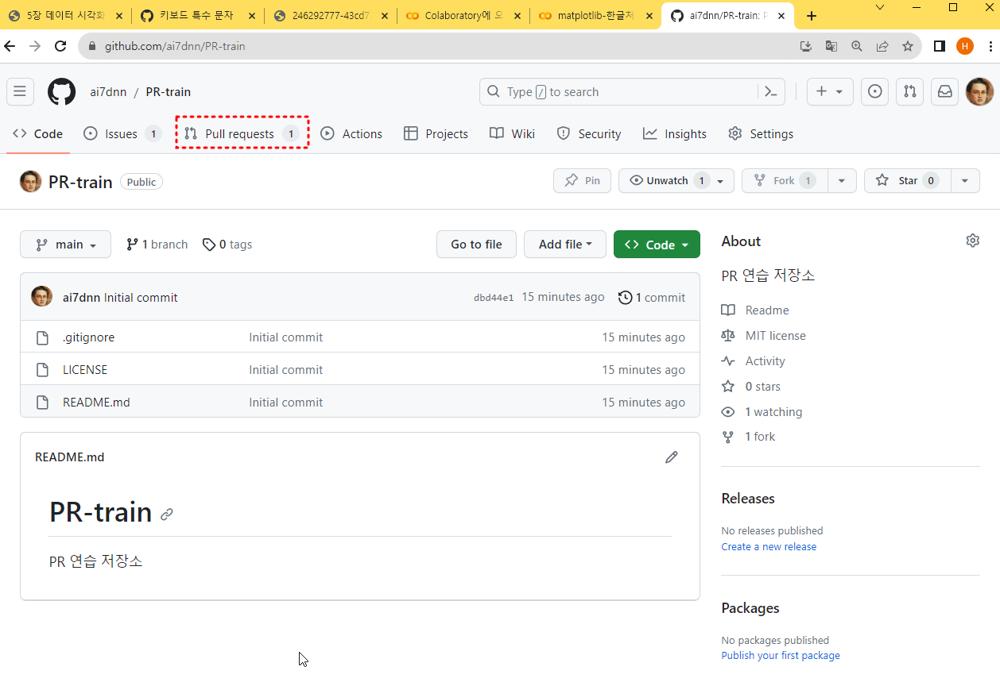 5장 데이터 시각화
키보드 특수 문자
246292777-43cd7
Colaboratory에 오
matplotlib-한글처
ai7dnn/PR-train: P
github.com/ai7dnn/PR-train
H
ai7dnn / PR-train
Type / to search
Code
Issues 1
Pull requests 1
Actions
Projects
Wiki
Security
Insights
Settings
PR-train Public
Pin
Unwatch 1
Fork 1
Star 0
main
1 branch
0 tags
Go to file
Add file
Code
About
PR 연습 저장소
ai7dnn Initial commit dbd44e1 15 minutes ago 1 commit
.gitignore Initial commit 15 minutes ago
LICENSE Initial commit 15 minutes ago
README.md Initial commit 15 minutes ago
Readme
MIT license
Activity
0 stars
1 watching
1 fork
README.md
PR-train
PR 연습 저장소
Releases
No releases published
Create a new release
Packages
No packages published
Publish your first package